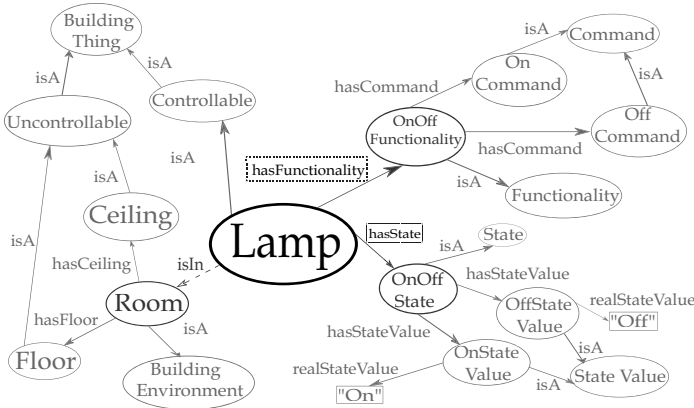 Building
Thing
isA
isA
Uncontrollable
Controllable
isA
isA
isA
Ceiling
hasCeiling
isIn
Room
hasFloor
isA
Floor
Building
Environment
Lamp
hasFunctionality
hasState
OnOff
Functionality
hasCommand
On
Command
isA
Command
isA
Off
Command
hasCommand
isA
Functionality
State
isA
OnOff
State
hasStateValue
OffState
Value
realStateValue
"Off"
hasStateValue
OnState
Value
isA
realStateValue
"On"
isA
State Value